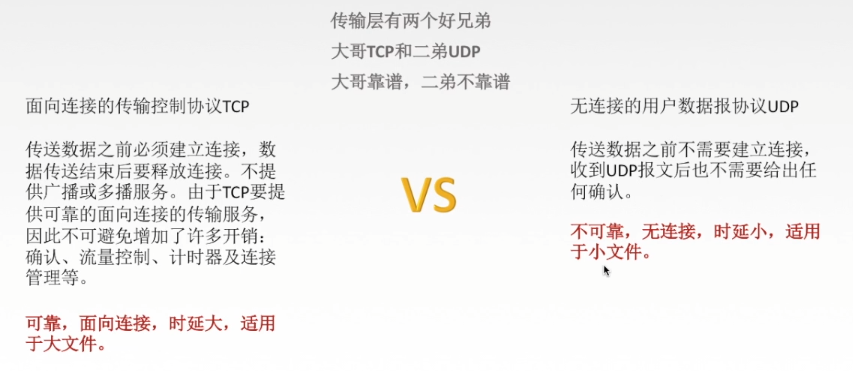 传输层有两个好兄弟
大哥TCP和二弟UDP
大哥靠谱，二弟不靠谱
面向连接的传输控制协议TCP
传送数据之前必须建立连接，数
据传送结束后要释放连接。不提
供广播或多播服务。由于TCP要提
供可靠的面向连接的传输服务，
因此不可避免增加了许多开销：
确认、流量控制、计时器及连接
管理等。
可靠，面向连接，时延大，适用
于大文件。
VS
无连接的用户数据报协议UDP
传送数据之前不需要建立连接，
收到UDP报文后也不需要给出任
何确认。
不可靠，无连接，时延小，适用
于小文件。